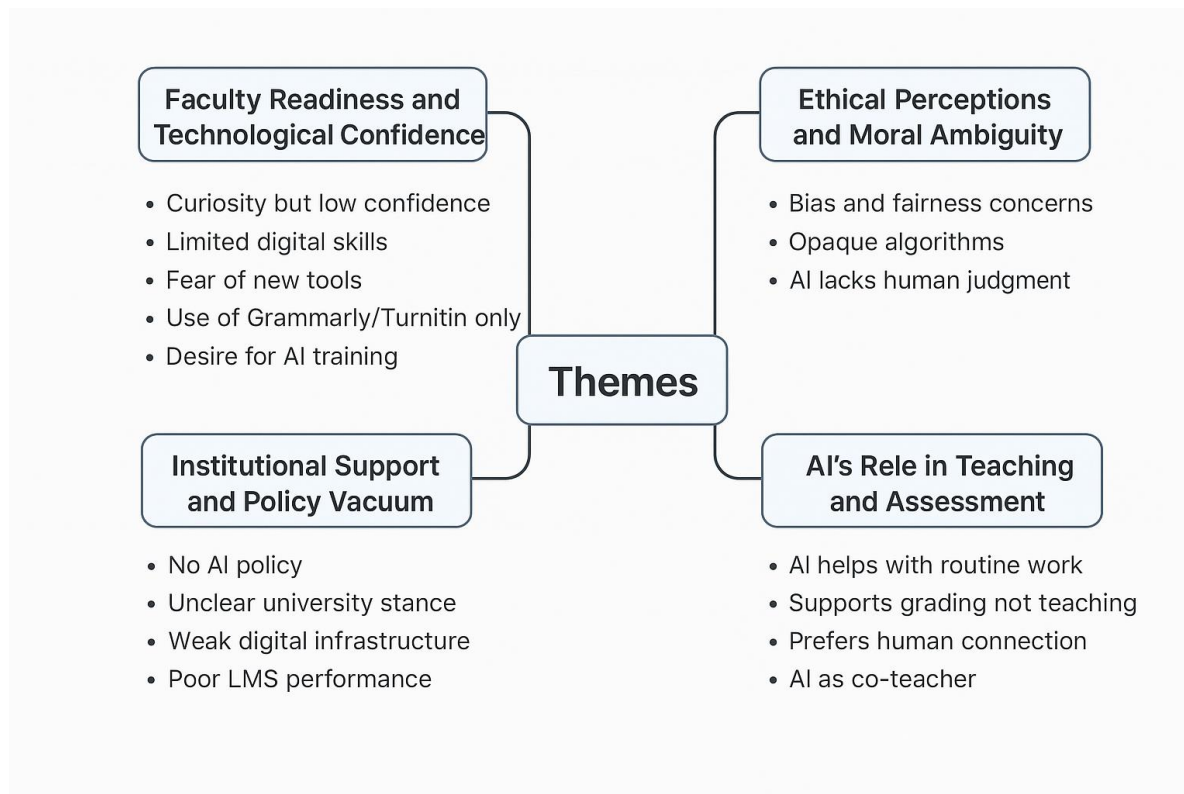 Faculty Readiness and
Technological Confidence
• Curiosity but low confidence
• Limited digital skills
• Fear of new tools
• Use of Grammarly/Turnitin only
• Desire for AI training
Ethical Perceptions
and Moral Ambiguity
• Bias and fairness concerns
• Opaque algorithms
• AI lacks human judgment
Themes
Institutional Support
and Policy Vacuum
• No AI policy
• Unclear university stance
• Weak digital infrastructure
• Poor LMS performance
AI’s Rele in Teaching
and Assessment
• AI helps with routine work
• Supports grading not teaching
• Prefers human connection
• AI as co-teacher